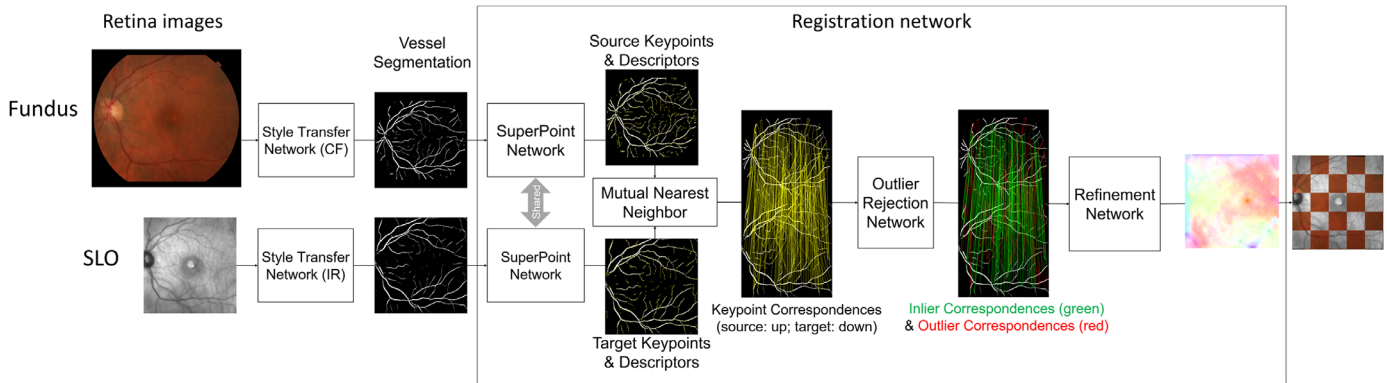 Retina images
Registration network
Fundus
Style Transfer
Network (CF)
Vessel
Segmentation
SuperPoint
Network
Source Keypoints
& Descriptors
Shared
Mutual Nearest
Neighbor
SLO
Style Transfer
Network (IR)
SuperPoint
Network
Target Keypoints
& Descriptors
Keypoint Correspondences
(source: up; target: down)
Outlier
Rejection
Network
Inlier Correspondences (green)
& Outlier Correspondences (red)
Refinement
Network